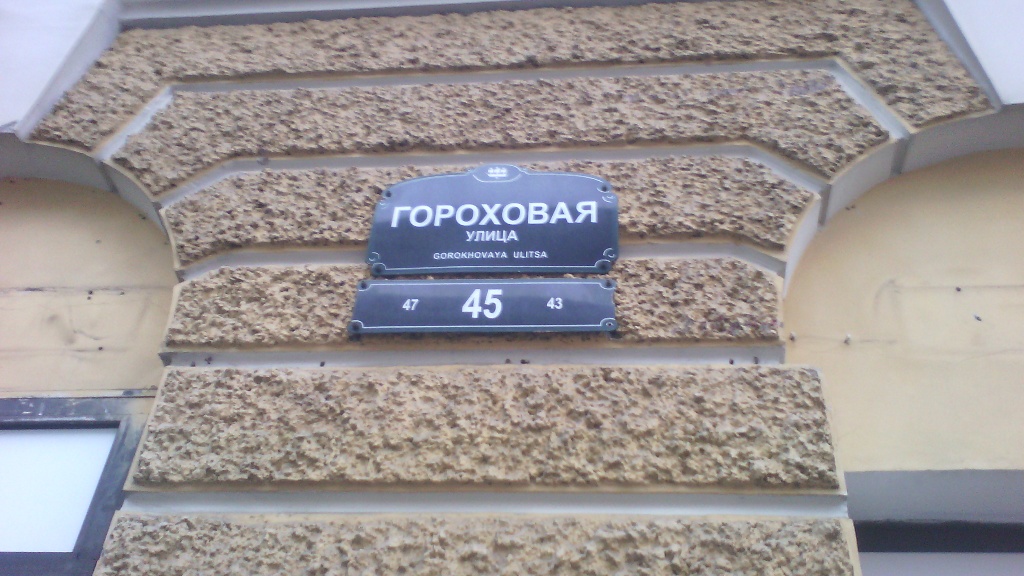 ГОРОХОВАЯ
УЛИЦА
GOROKHOVAYA ULITSA
47 45 43